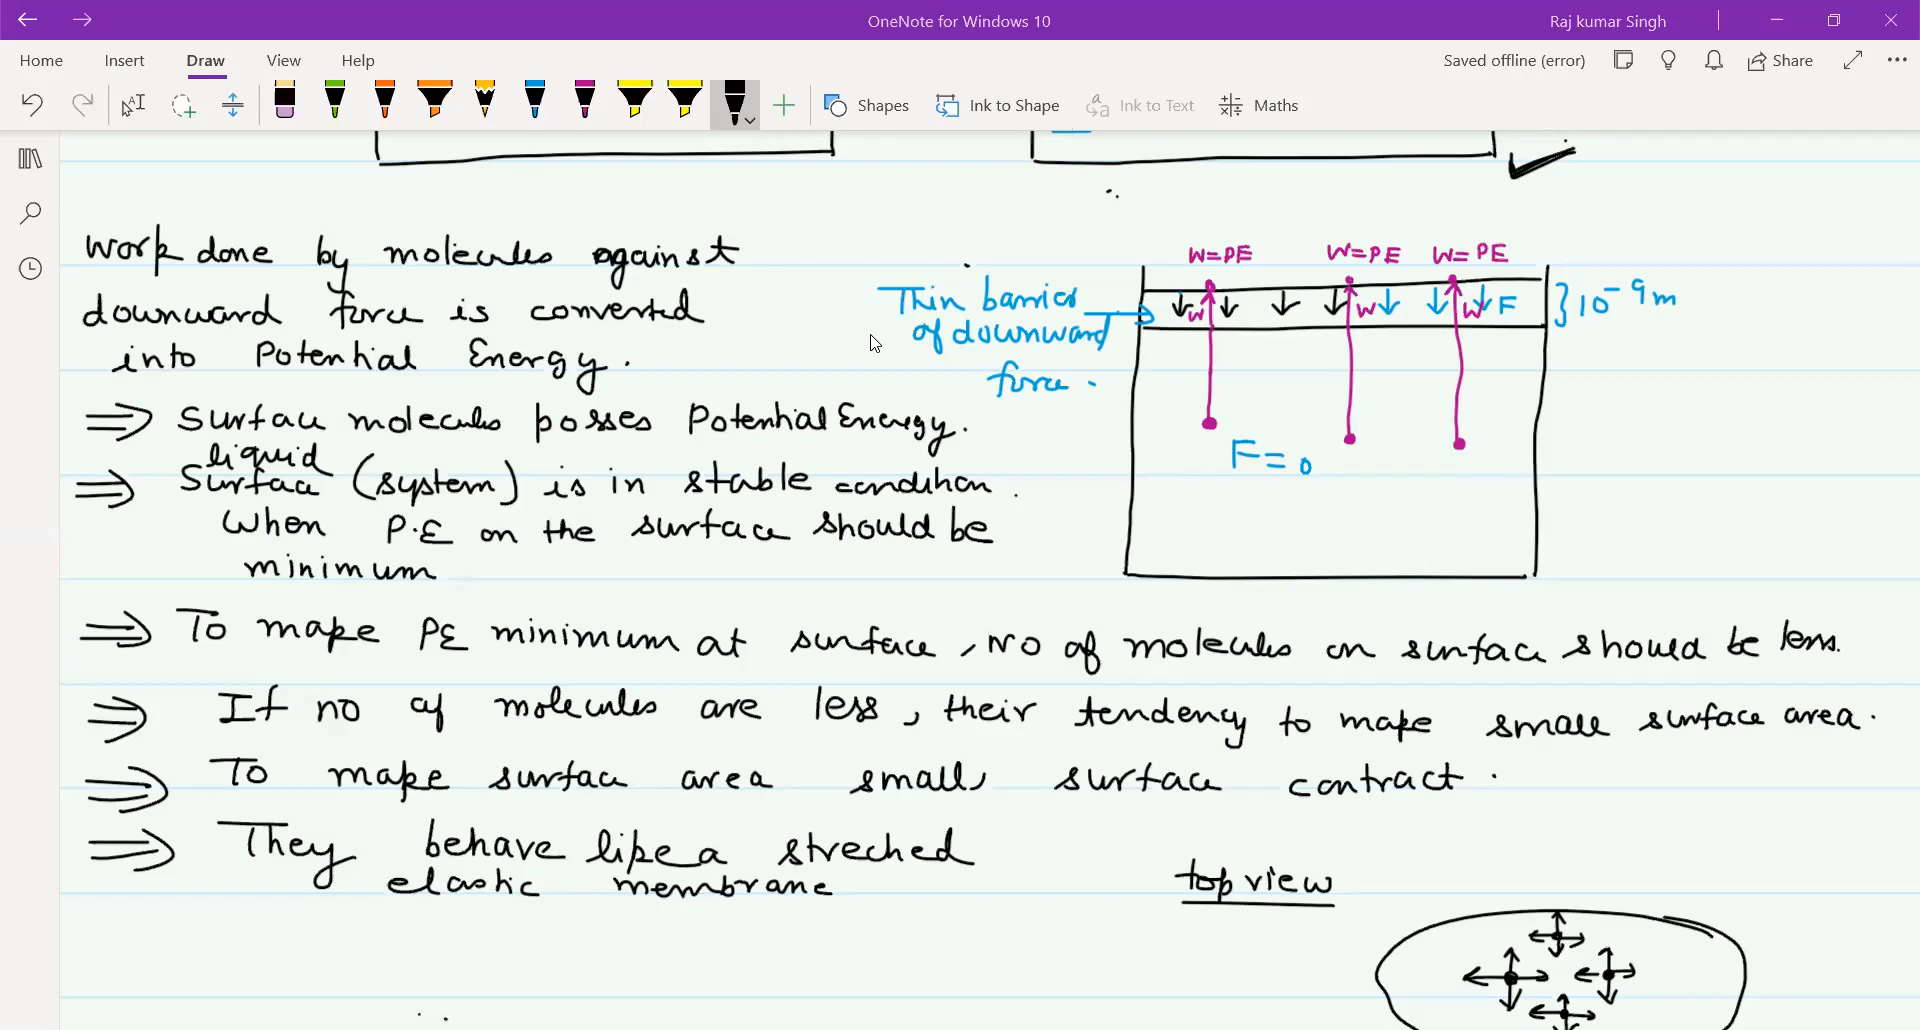 OneNote for Windows 10
Raj kumar Singh
Home Insert Draw View Help
Saved offline (error)
Share
Shapes
Ink to Shape
Ink to Text
Maths
Work done by molecules against
downward force is converted
into Potential Energy.
⇒ Surface molecules posses Potential Energy.
liquid
⇒ Surface (system) is in stable condition.
When P.E on the surface should be
minimum
W=PE W=PE W=PE
Thin barrier
of downward
force.
W W W F
}10⁻⁹m
F=0
⇒ To make PE minimum at surface, No of molecules on surface should be less.
⇒ If no of molecules are less, their tendency to make small surface area.
⇒ To make surface area small, surface contract.
⇒ They behave like a streched
elastic membrane
top view